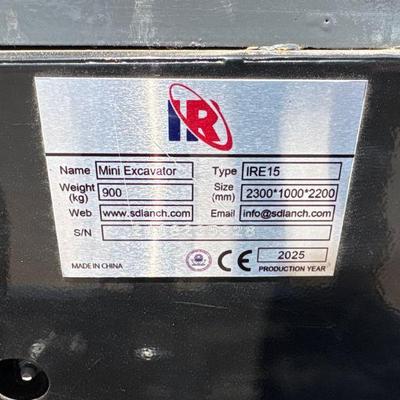 IR
Name Mini Excavator Type IRE15
Weight (kg) 900 Size (mm) 2300*1000*2200
Web www.sdlanch.com Email info@sdlanch.com
S/N
MADE IN CHINA CE 2025 PRODUCTION YEAR